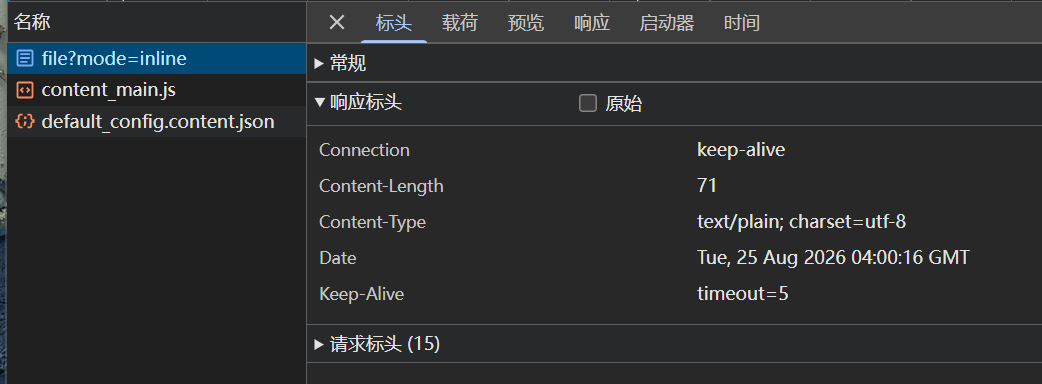 名称
file?mode=inline
content_main.js
default_config.content.json
标头 载荷 预览 响应 启动器 时间
常规
响应标头 原始
Connection keep-alive
Content-Length 71
Content-Type text/plain; charset=utf-8
Date Tue, 25 Aug 2026 04:00:16 GMT
Keep-Alive timeout=5
请求标头 (15)